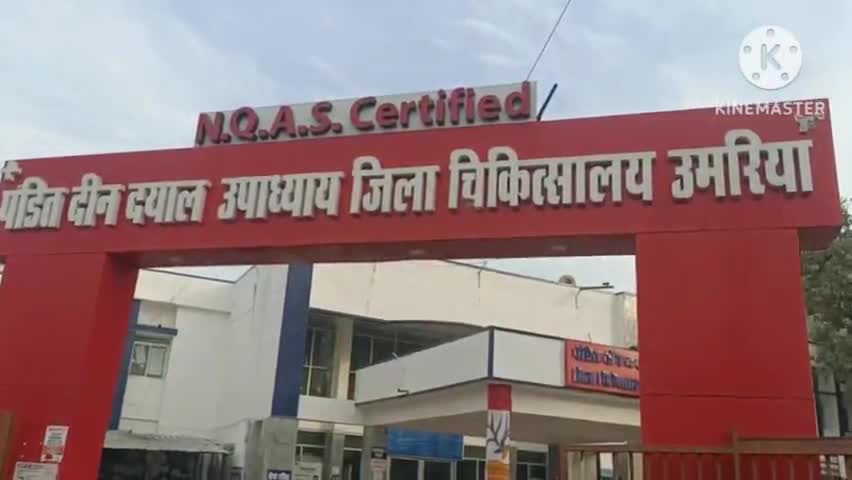 K
KINEMASTER
N.Q.A.S. Certified
पंडित दीन दयाल उपाध्याय जिला चिकित्सालय उमरिया